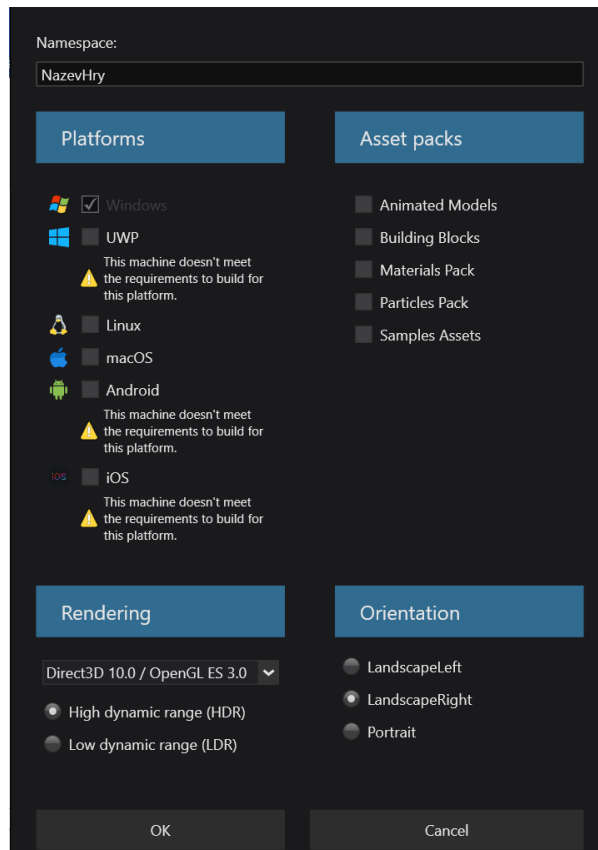 Namespace:
NazevHry
Platforms
Windows
UWP
This machine doesn't meet
the requirements to build for
this platform.
Linux
macOS
Android
This machine doesn't meet
the requirements to build for
this platform.
iOS
iOS
This machine doesn't meet
the requirements to build for
this platform.
Asset packs
Animated Models
Building Blocks
Materials Pack
Particles Pack
Samples Assets
Rendering
Direct3D 10.0 / OpenGL ES 3.0
High dynamic range (HDR)
Low dynamic range (LDR)
Orientation
LandscapeLeft
LandscapeRight
Portrait
OK
Cancel